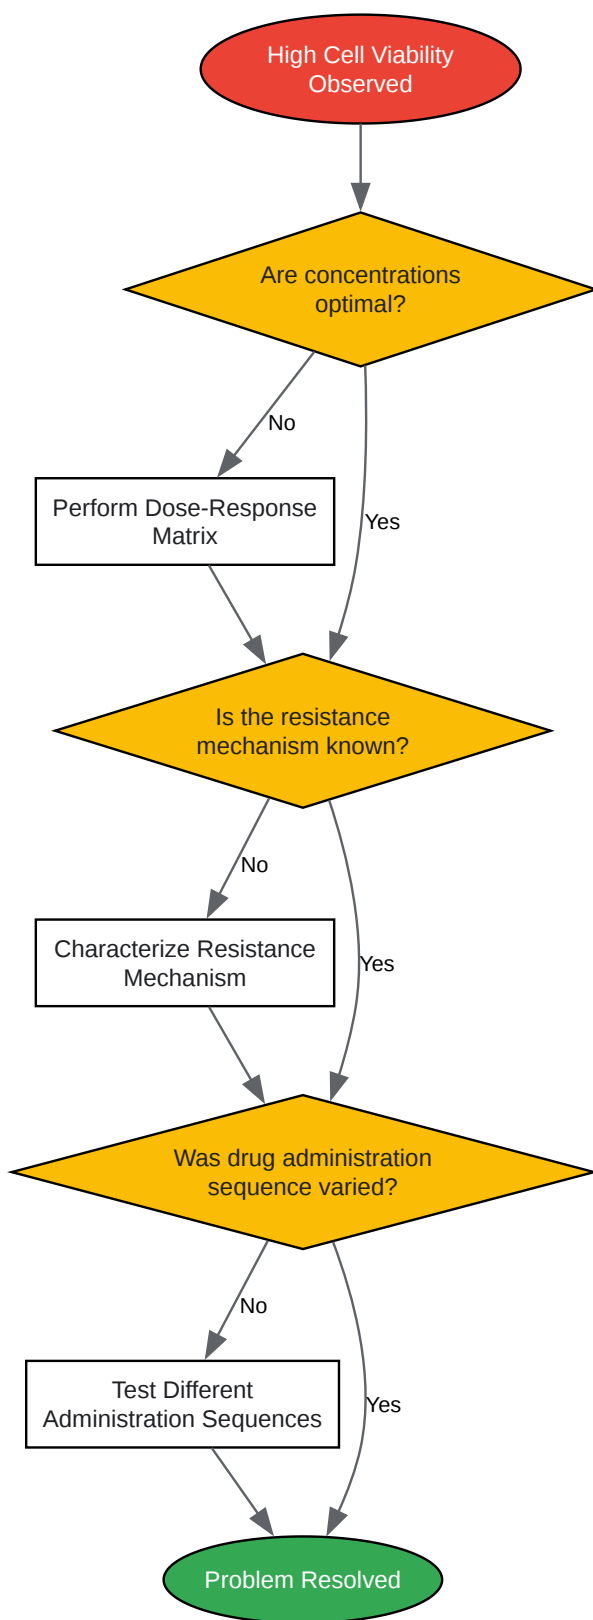 High Cell Viability
Observed
Are concentrations
optimal?
No
Yes
Perform Dose-Response
Matrix
Is the resistance
mechanism known?
No
Yes
Characterize Resistance
Mechanism
Was drug administration
sequence varied?
No
Yes
Test Different
Administration Sequences
Problem Resolved